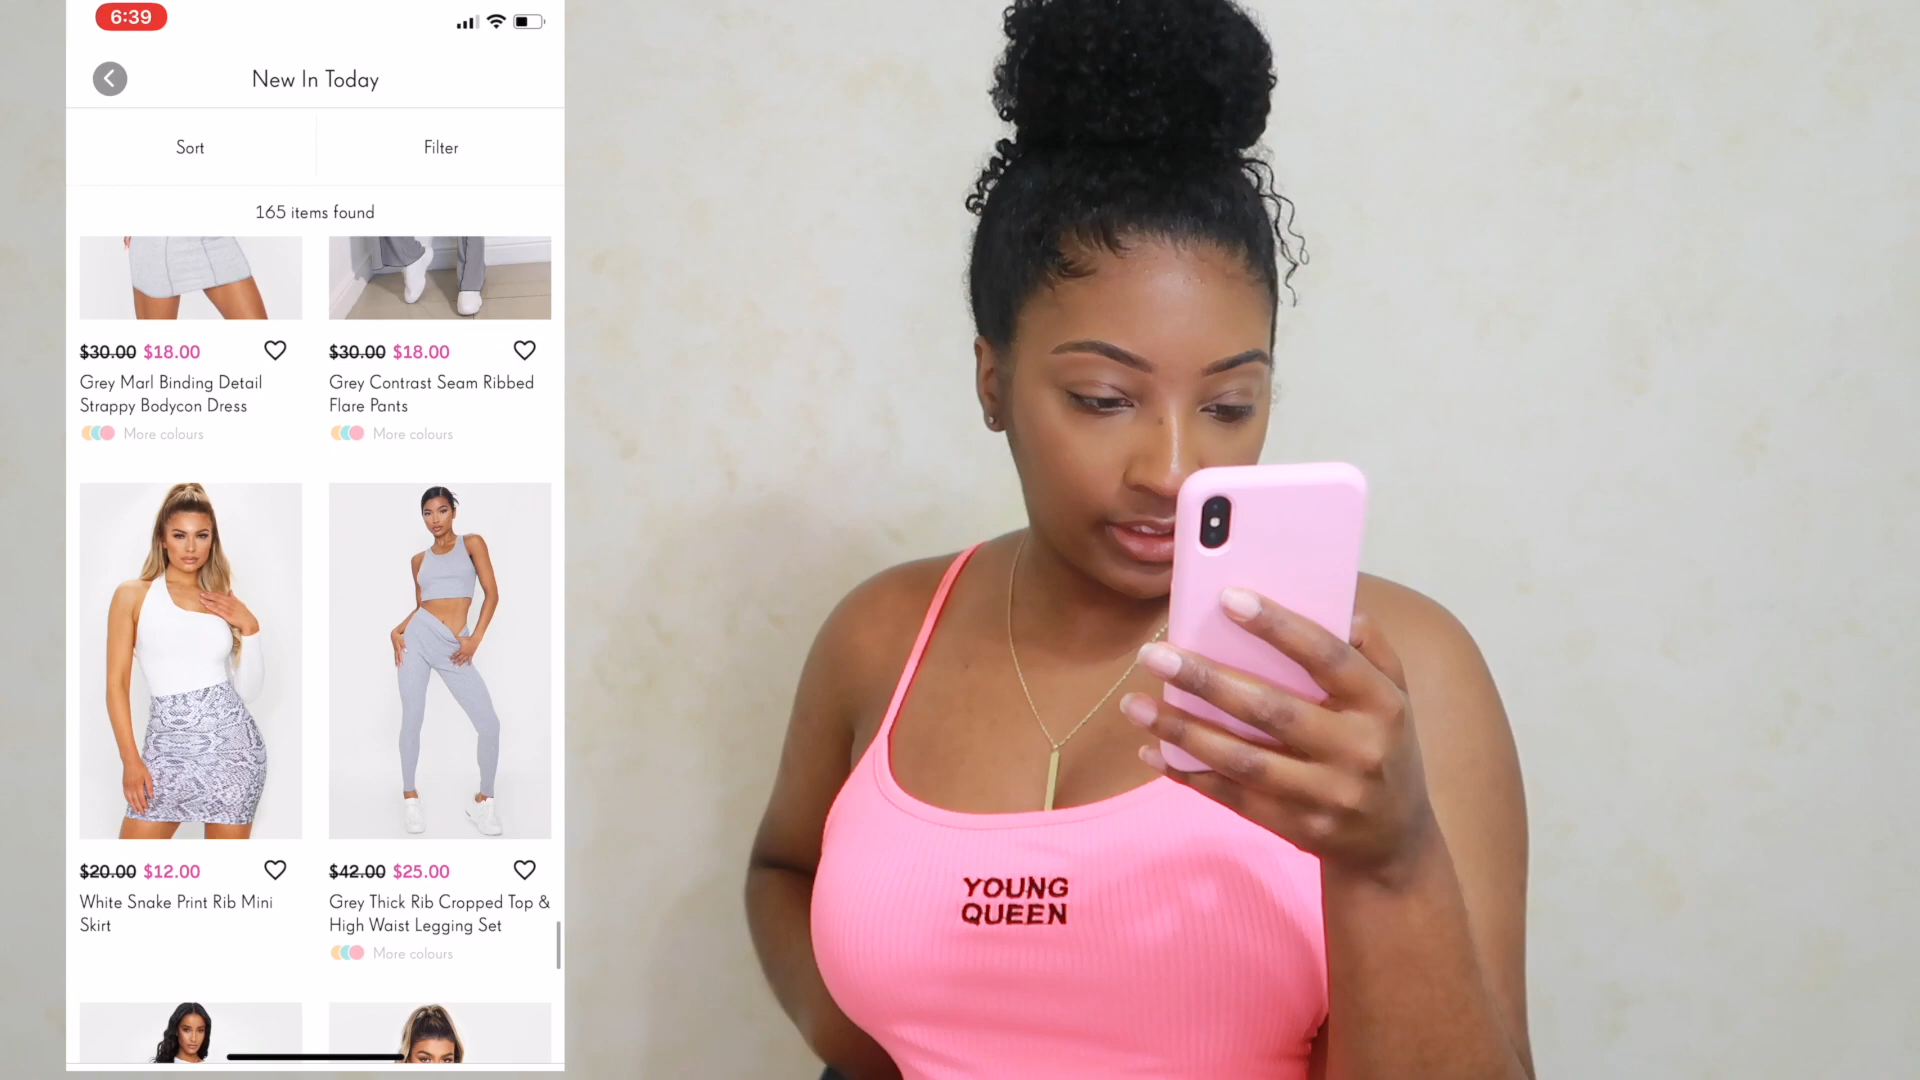 6:39
New In Today
Sort
Filter
165 items found
$30.00 $18.00
Grey Marl Binding Detail
Strappy Bodycon Dress
More colours
$30.00 $18.00
Grey Contrast Seam Ribbed
Flare Pants
More colours
$20.00 $12.00
White Snake Print Rib Mini
Skirt
$42.00 $25.00
Grey Thick Rib Cropped Top &
High Waist Legging Set
More colours
YOUNG
QUEEN